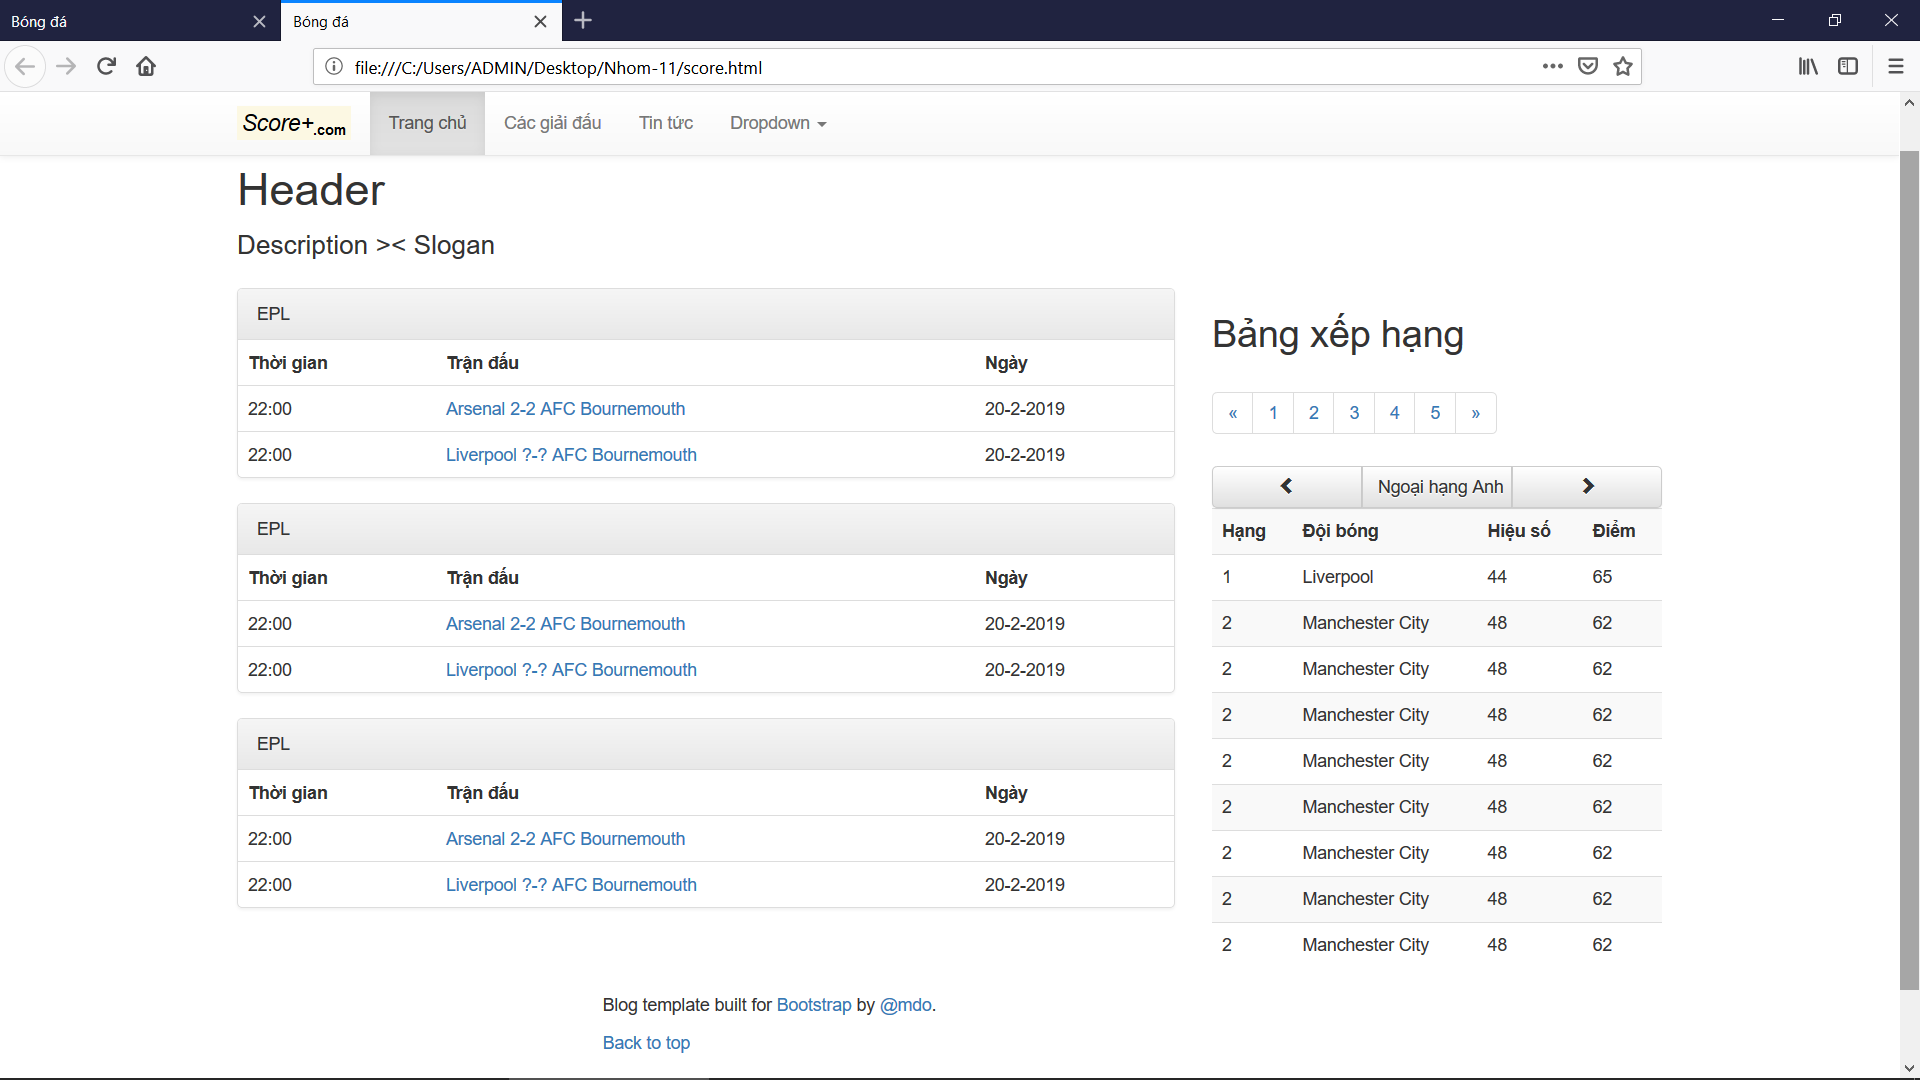 Bóng đá
Bóng đá
file:///C:/Users/ADMIN/Desktop/Nhom-11/score.html
Score+.com Trang chủ Các giải đấu Tin tức Dropdown
Header
Description >< Slogan
EPL
Thời gian Trận đấu Ngày
22:00 Arsenal 2-2 AFC Bournemouth 20-2-2019
22:00 Liverpool ?-? AFC Bournemouth 20-2-2019
EPL
Thời gian Trận đấu Ngày
22:00 Arsenal 2-2 AFC Bournemouth 20-2-2019
22:00 Liverpool ?-? AFC Bournemouth 20-2-2019
EPL
Thời gian Trận đấu Ngày
22:00 Arsenal 2-2 AFC Bournemouth 20-2-2019
22:00 Liverpool ?-? AFC Bournemouth 20-2-2019
Bảng xếp hạng
« 1 2 3 4 5 »
Ngoại hạng Anh
Hạng Đội bóng Hiệu số Điểm
1 Liverpool 44 65
2 Manchester City 48 62
2 Manchester City 48 62
2 Manchester City 48 62
2 Manchester City 48 62
2 Manchester City 48 62
2 Manchester City 48 62
2 Manchester City 48 62
2 Manchester City 48 62
Blog template built for Bootstrap by @mdo.
Back to top